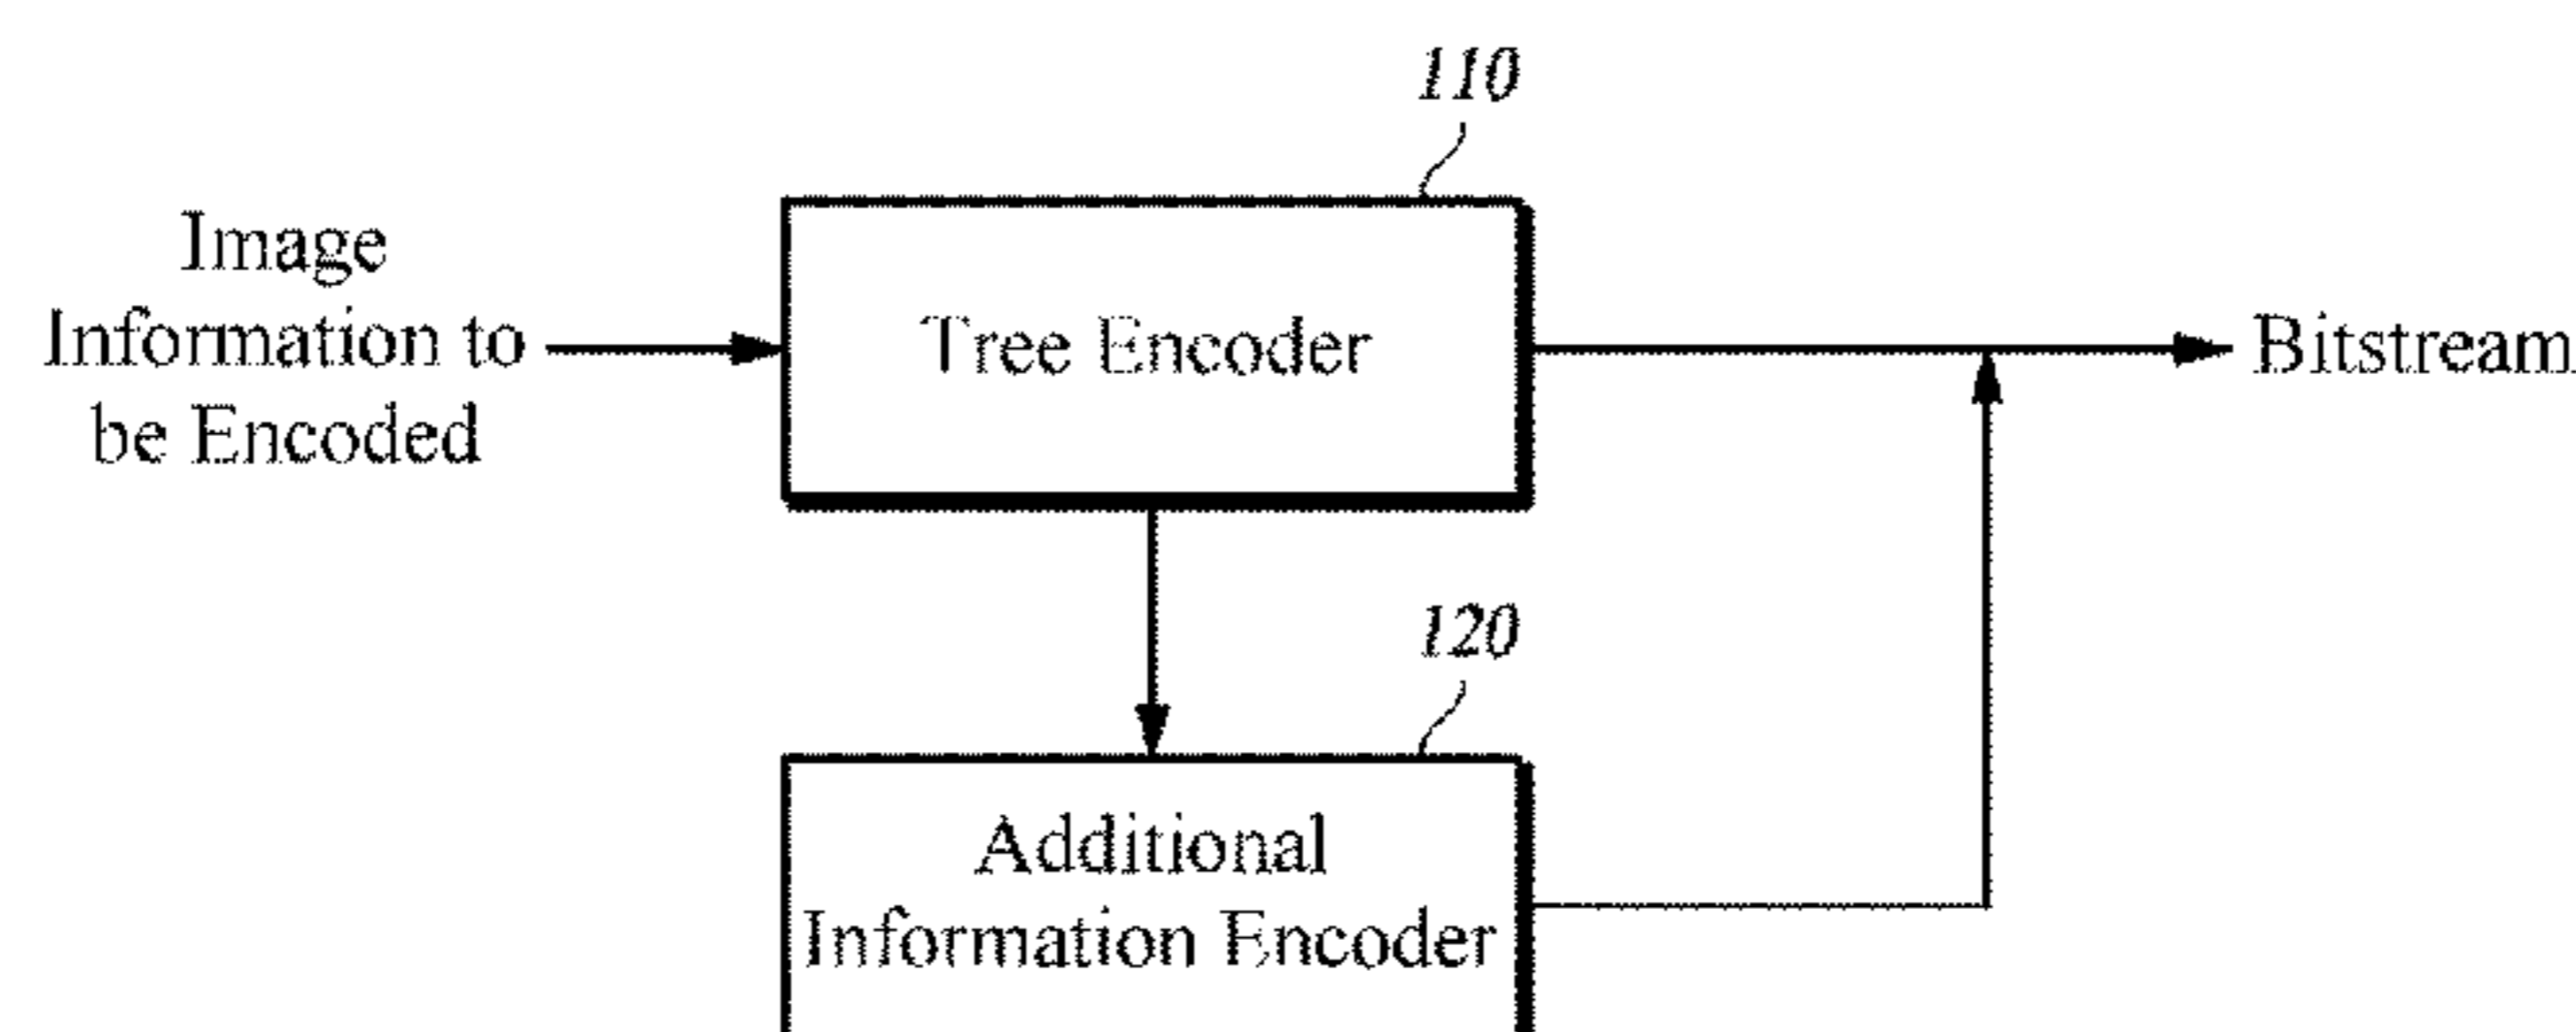 110
Image
Information to
be Encoded
Tree Encoder
Bitstream
120
Additional
Information Encoder